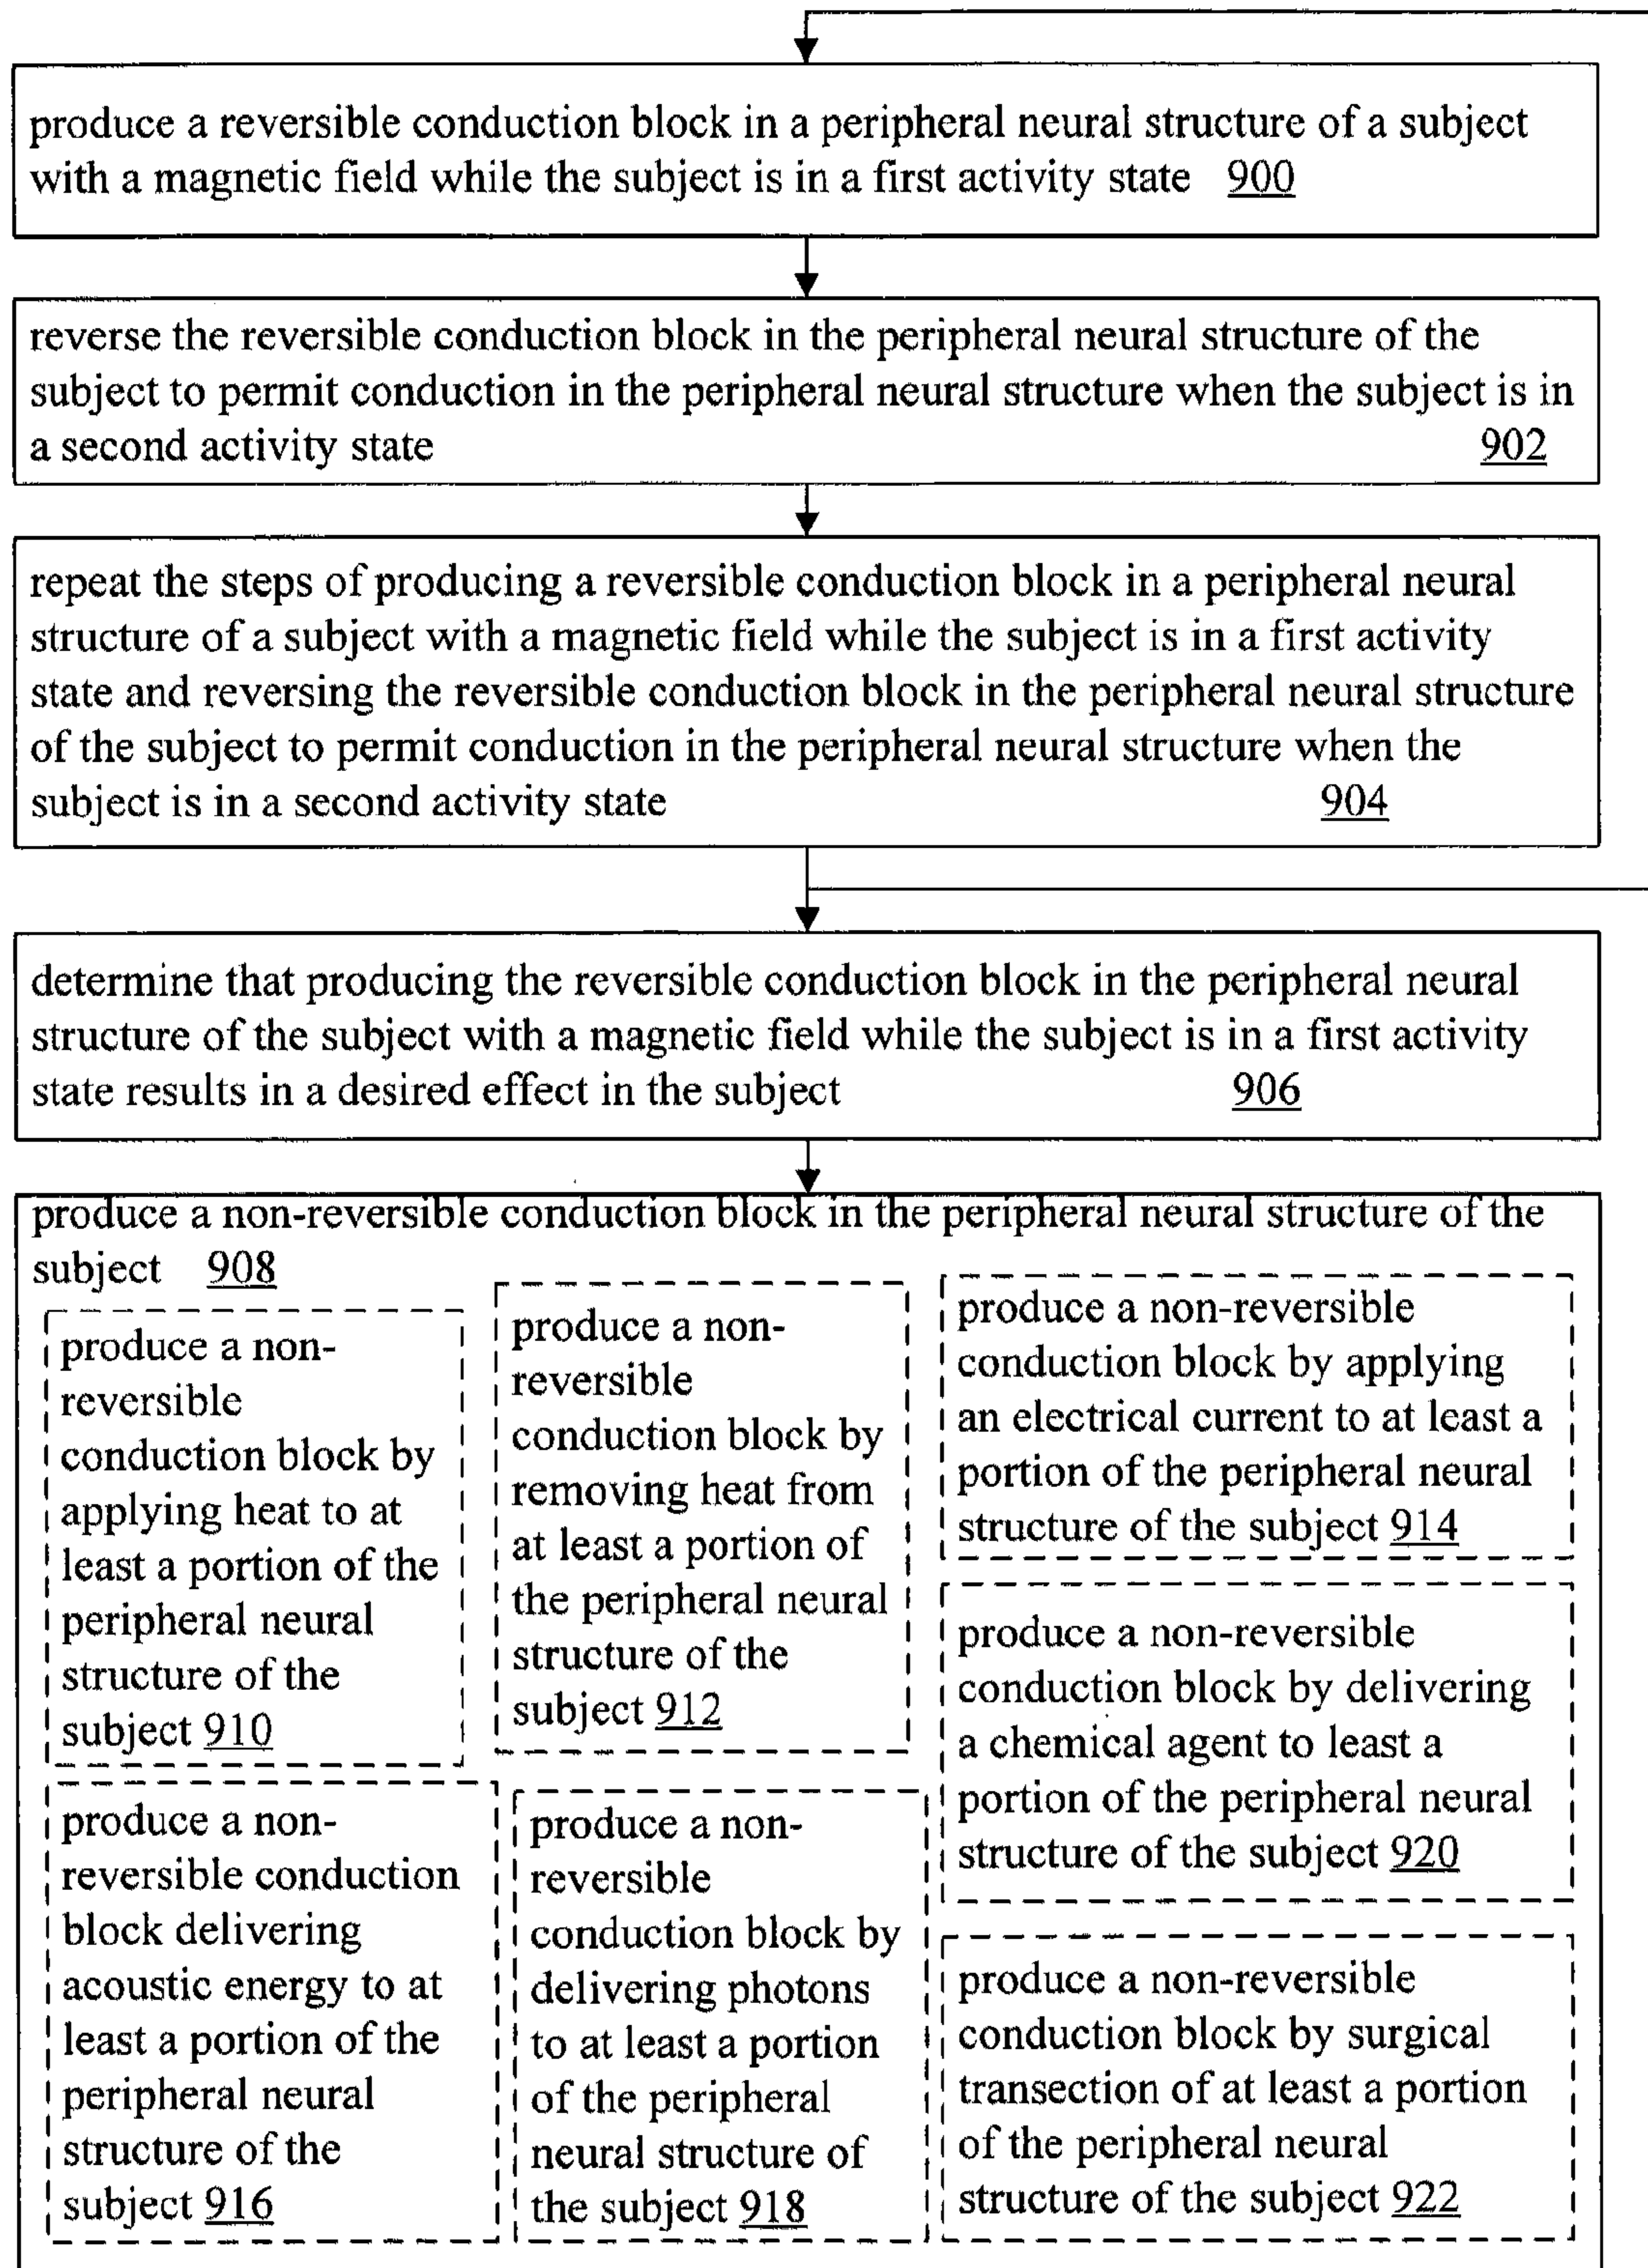 produce a reversible conduction block in a peripheral neural structure of a subject
with a magnetic field while the subject is in a first activity state 900
reverse the reversible conduction block in the peripheral neural structure of the
subject to permit conduction in the peripheral neural structure when the subject is in
a second activity state 902
repeat the steps of producing a reversible conduction block in a peripheral neural
structure of a subject with a magnetic field while the subject is in a first activity
state and reversing the reversible conduction block in the peripheral neural structure
of the subject to permit conduction in the peripheral neural structure when the
subject is in a second activity state 904
determine that producing the reversible conduction block in the peripheral neural
structure of the subject with a magnetic field while the subject is in a first activity
state results in a desired effect in the subject 906
produce a non-reversible conduction block in the peripheral neural structure of the
subject 908
produce a non-
reversible
conduction block by
applying heat to at
least a portion of the
peripheral neural
structure of the
subject 910
produce a non-
reversible
conduction block by
removing heat from
at least a portion of
the peripheral neural
structure of the
subject 912
produce a non-reversible
conduction block by applying
an electrical current to at least a
portion of the peripheral neural
structure of the subject 914
produce a non-
reversible conduction
block delivering
acoustic energy to at
least a portion of the
peripheral neural
structure of the
subject 916
produce a non-
reversible
conduction block by
delivering photons
to at least a portion
of the peripheral
neural structure of
the subject 918
produce a non-reversible
conduction block by delivering
a chemical agent to least a
portion of the peripheral neural
structure of the subject 920
produce a non-reversible
conduction block by surgical
transection of at least a portion
of the peripheral neural
structure of the subject 922